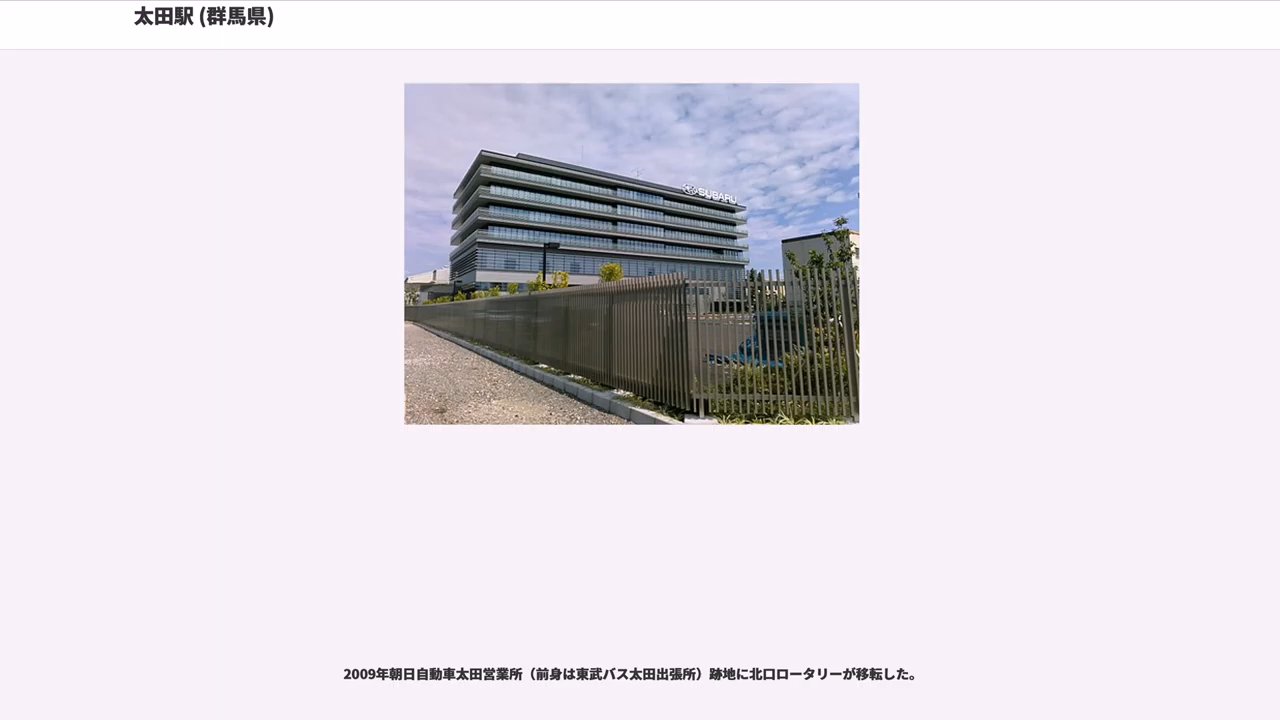 太田駅 (群馬県)
SUBARU
2009年朝日自動車太田営業所（前身は東武バス太田出張所）跡地に北口ロータリーが移転した。